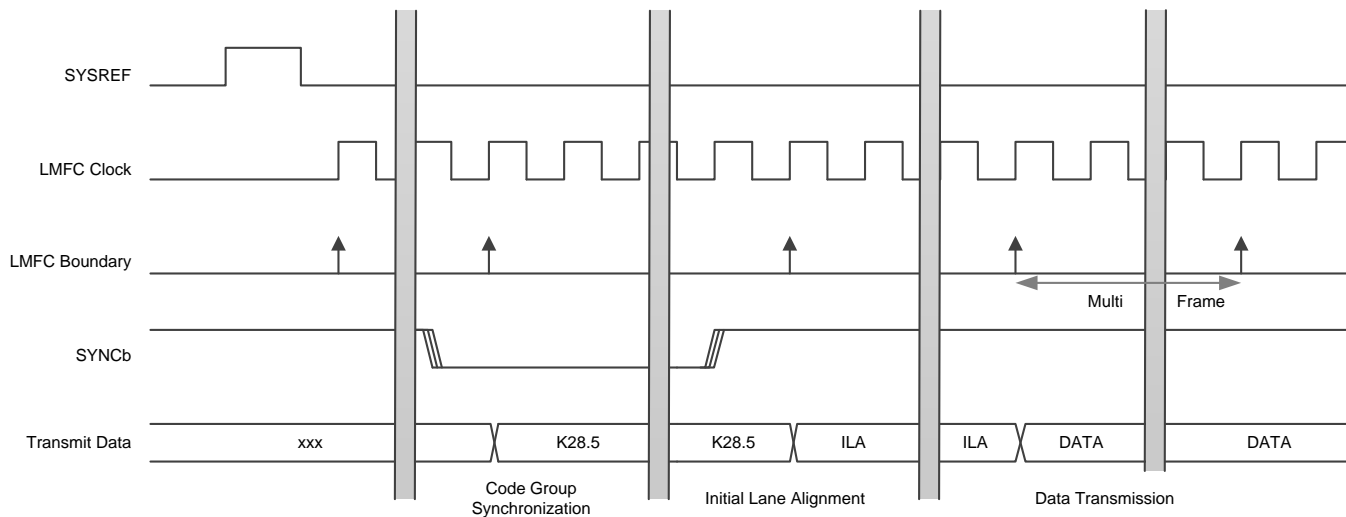 SYSREF
LMFC Clock
LMFC Boundary
Multi Frame
SYNCb
Transmit Data xxx K28.5 K28.5 ILA ILA DATA DATA
Code Group
Synchronization
Initial Lane Alignment
Data Transmission